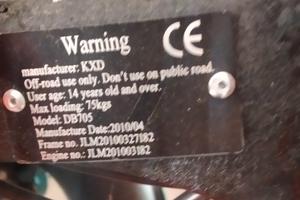 Warning
CE
manufacturer: KXD
Off-road use only. Don't use on public road.
User age: 14 years old and over.
Max loading: 75kgs
Model: DB705
Manufacture Date:2010/04
Frame no. JLM20100327182
Engine no.: JLM201003182